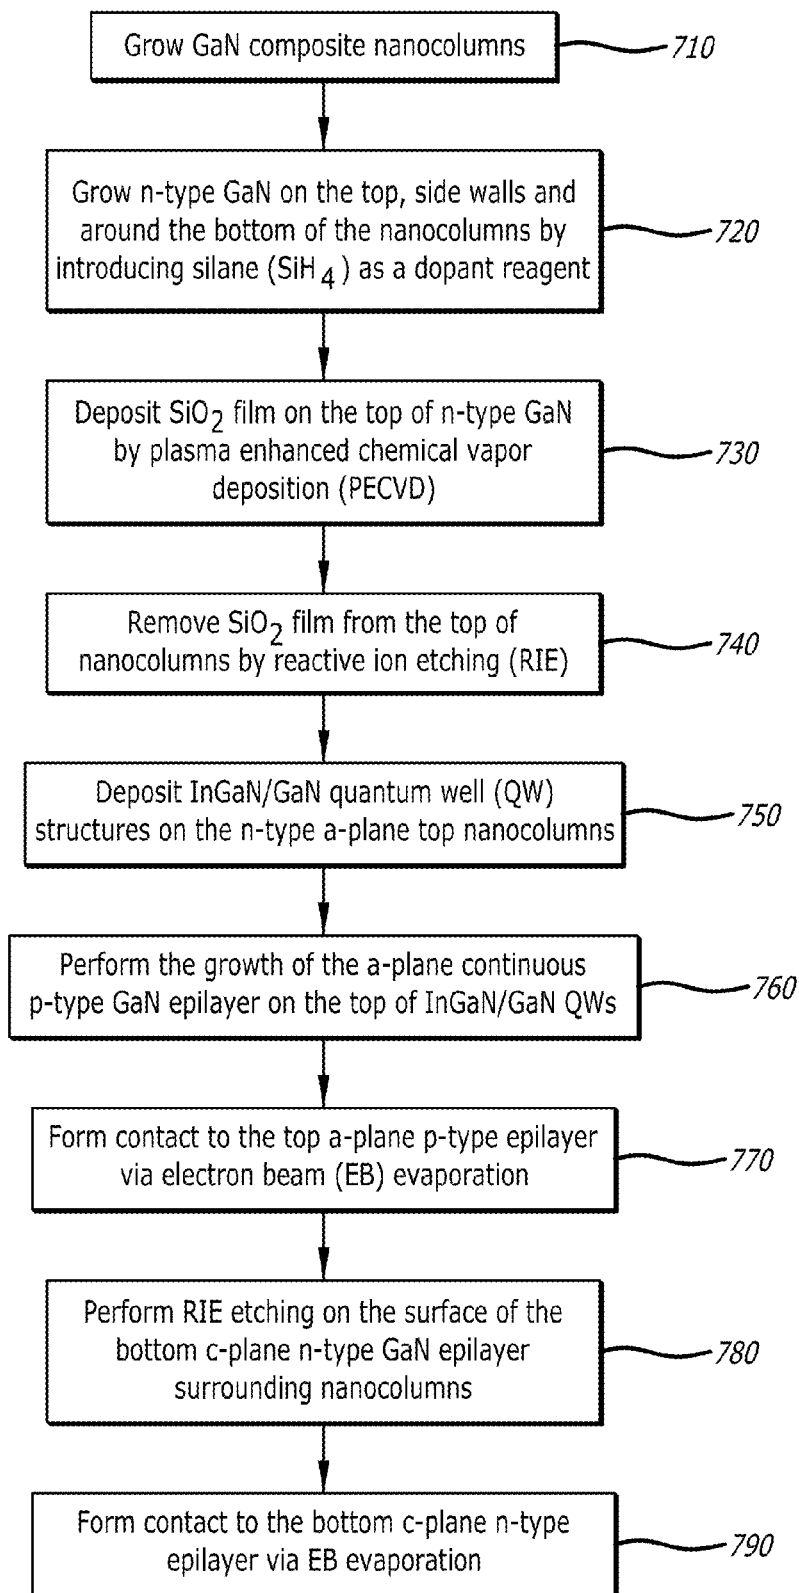 Grow GaN composite nanocolumns
710
Grow n-type GaN on the top, side walls and
around the bottom of the nanocolumns by
introducing silane (SiH4) as a dopant reagent
720
Deposit SiO2 film on the top of n-type GaN
by plasma enhanced chemical vapor
deposition (PECVD)
730
Remove SiO2 film from the top of
nanocolumns by reactive ion etching (RIE)
740
Deposit InGaN/GaN quantum well (QW)
structures on the n-type a-plane top nanocolumns
750
Perform the growth of the a-plane continuous
p-type GaN epilayer on the top of InGaN/GaN QWs
760
Form contact to the top a-plane p-type epilayer
via electron beam (EB) evaporation
770
Perform RIE etching on the surface of the
bottom c-plane n-type GaN epilayer
surrounding nanocolumns
780
Form contact to the bottom c-plane n-type
epilayer via EB evaporation
790